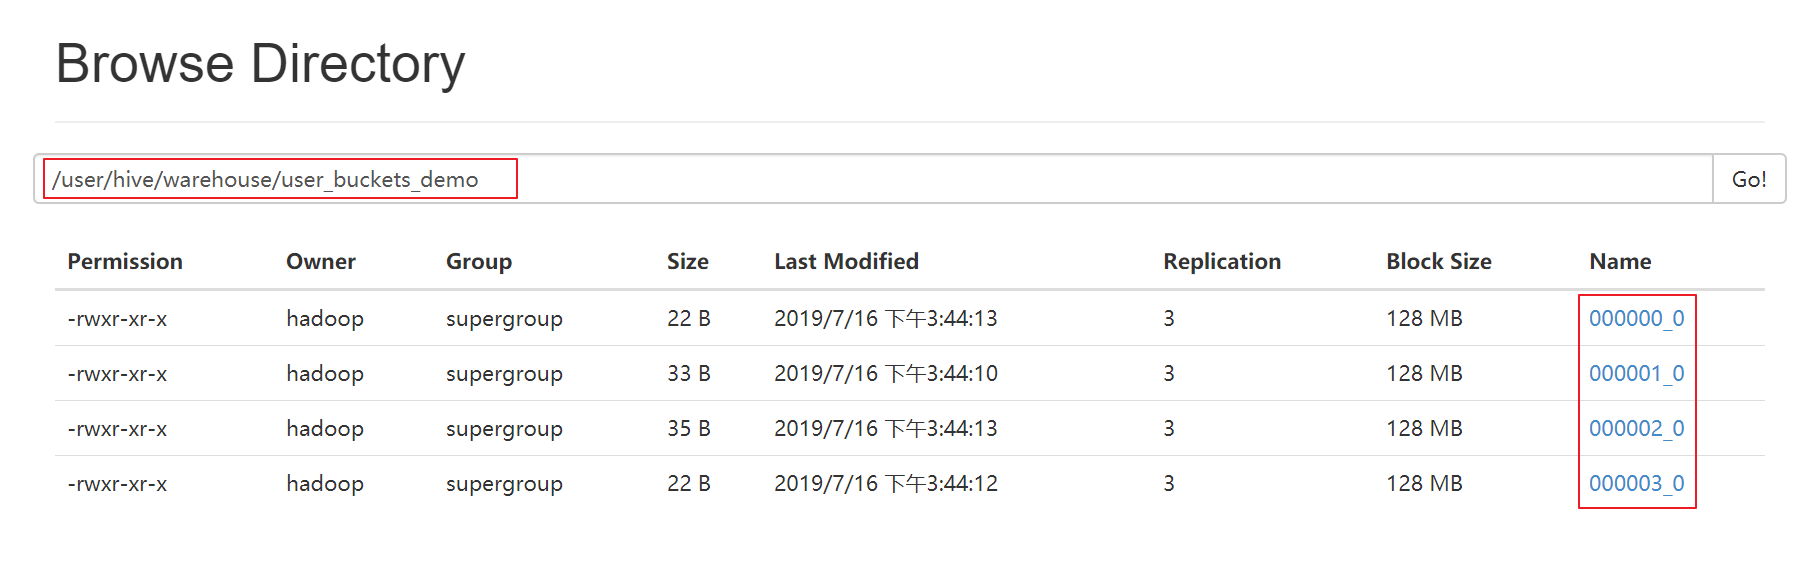 Browse Directory
/user/hive/warehouse/user_buckets_demo Go!
Permission Owner Group Size Last Modified Replication Block Size Name
-rwxr-xr-x hadoop supergroup 22 B 2019/7/16 下午3:44:13 3 128 MB 000000_0
-rwxr-xr-x hadoop supergroup 33 B 2019/7/16 下午3:44:10 3 128 MB 000001_0
-rwxr-xr-x hadoop supergroup 35 B 2019/7/16 下午3:44:13 3 128 MB 000002_0
-rwxr-xr-x hadoop supergroup 22 B 2019/7/16 下午3:44:12 3 128 MB 000003_0